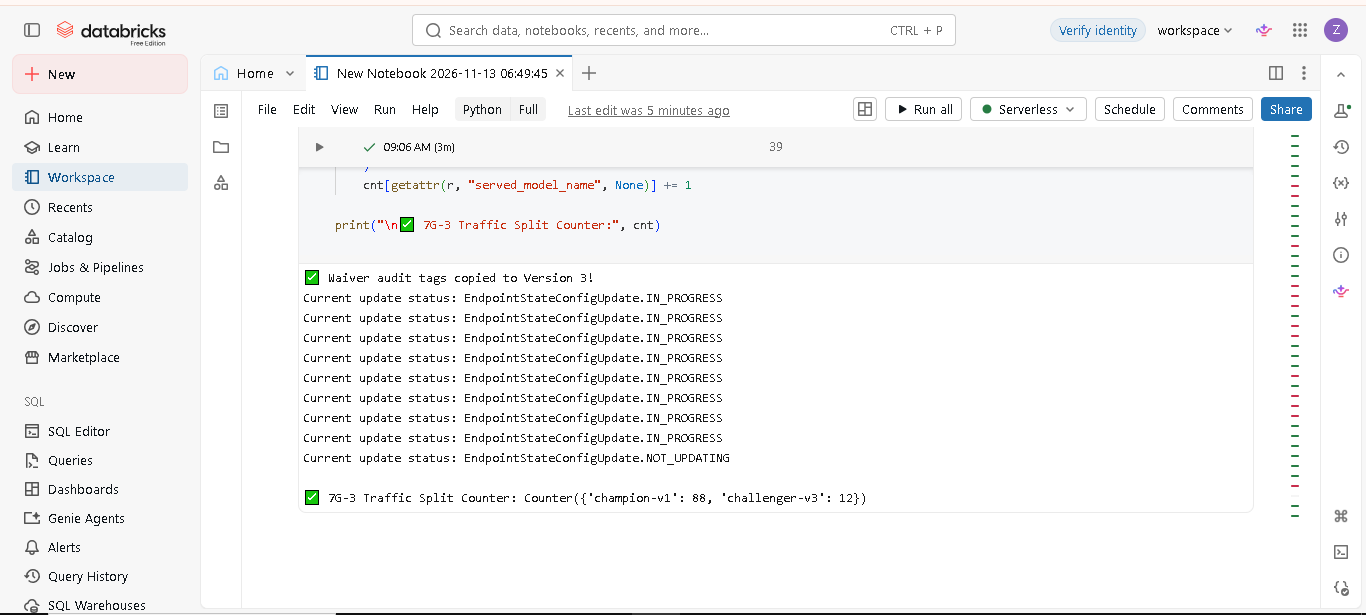 databricks
Free Edition
Search data, notebooks, recents, and more...
CTRL + P
Verify identity
workspace
Z
New
Home
Learn
Workspace
Recents
Catalog
Jobs & Pipelines
Compute
Discover
Marketplace
SQL
SQL Editor
Queries
Dashboards
Genie Agents
Alerts
Query History
SQL Warehouses
Home
New Notebook 2026-11-13 06:49:45
File Edit View Run Help Python Full Last edit was 5 minutes ago
Run all
Serverless
Schedule
Comments
Share
09:06 AM (3m)
39
)
cnt[getattr(r, "served_model_name", None)] += 1
print("\n✅ 7G-3 Traffic Split Counter:", cnt)
✅ Waiver audit tags copied to Version 3!
Current update status: EndpointStateConfigUpdate.IN_PROGRESS
Current update status: EndpointStateConfigUpdate.IN_PROGRESS
Current update status: EndpointStateConfigUpdate.IN_PROGRESS
Current update status: EndpointStateConfigUpdate.IN_PROGRESS
Current update status: EndpointStateConfigUpdate.IN_PROGRESS
Current update status: EndpointStateConfigUpdate.IN_PROGRESS
Current update status: EndpointStateConfigUpdate.IN_PROGRESS
Current update status: EndpointStateConfigUpdate.IN_PROGRESS
Current update status: EndpointStateConfigUpdate.NOT_UPDATING
✅ 7G-3 Traffic Split Counter: Counter({'champion-v1': 88, 'challenger-v3': 12})